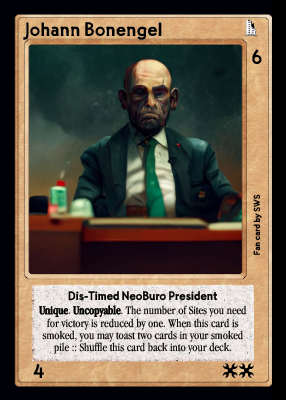 Johann Bonengel
6
Fan card by SWS
Dis-Timed NeoBuro President
Unique. Uncopyable. The number of Sites you need
for victory is reduced by one. When this card is
smoked, you may toast two cards in your smoked
pile :: Shuffle this card back into your deck.
4